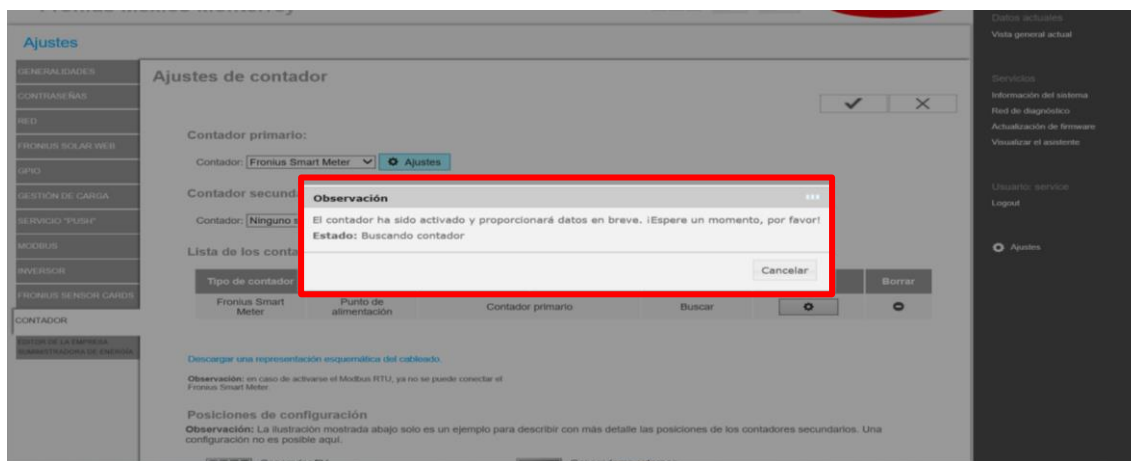 Datos actuales
Ajustes
Vista general actual
GENERALIDADES
Ajustes de contador
Servicios
CONTRASEÑAS
Información del sistema
Red de diagnóstico
RED
Actualización de firmware
Contador primario:
FRONIUS SOLAR WEB
Visualizar el asistente
Contador: Fronius Smart Meter Ajustes
GPIO
GESTIÓN DE CARGA
Contador secund
Observación
Usuario: service
Logout
SERVICIO "PUSH"
Contador: Ninguno s
El contador ha sido activado y proporcionará datos en breve. ¡Espere un momento, por favor!
Estado: Buscando contador
MODBUS
Lista de los conta
Ajustes
INVERSOR
Cancelar
Tipo de contador
Borrar
FRONIUS SENSOR CARDS
Fronius Smart Meter
Punto de alimentación
Contador primario
Buscar
CONTADOR
EDITOR DE LA EMPRESA
SUMINISTRADORA DE ENERGÍA
Descargar una representación esquemática del cableado.
Observación: en caso de activarse el Modbus RTU, ya no se puede conectar el
Fronius Smart Meter.
Posiciones de configuración
Observación: La ilustración mostrada abajo solo es un ejemplo para describir con más detalle las posiciones de los contadores secundarios. Una
configuración no es posible aquí.